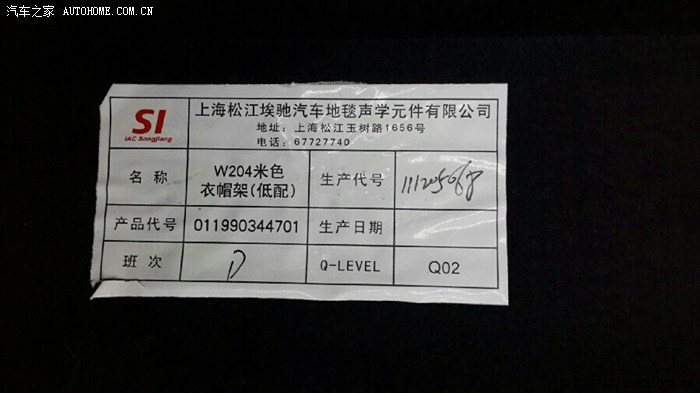 汽车之家 AUTOHOME.COM.CN
SI
IAC Songjiang
上海松江埃驰汽车地毯声学元件有限公司
地址：上海松江玉树路1656号
电话：67727740
名称
W204米色
衣帽架(低配)
生产代号
产品代号
011990344701
生产日期
班次
D
Q-LEVEL
Q02